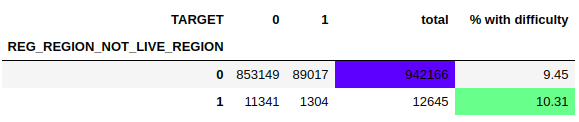 TARGET 0 1 total % with difficulty
REG_REGION_NOT_LIVE_REGION
0 853149 89017 942166 9.45
1 11341 1304 12645 10.31